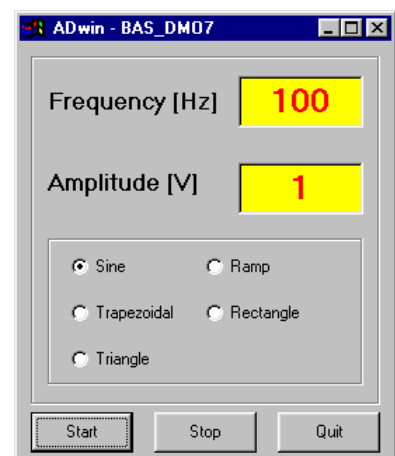 ADwin - BAS_DMO7
Frequency [Hz] 100
Amplitude [V] 1
Sine Ramp
Trapezoidal Rectangle
Triangle
Start Stop Quit